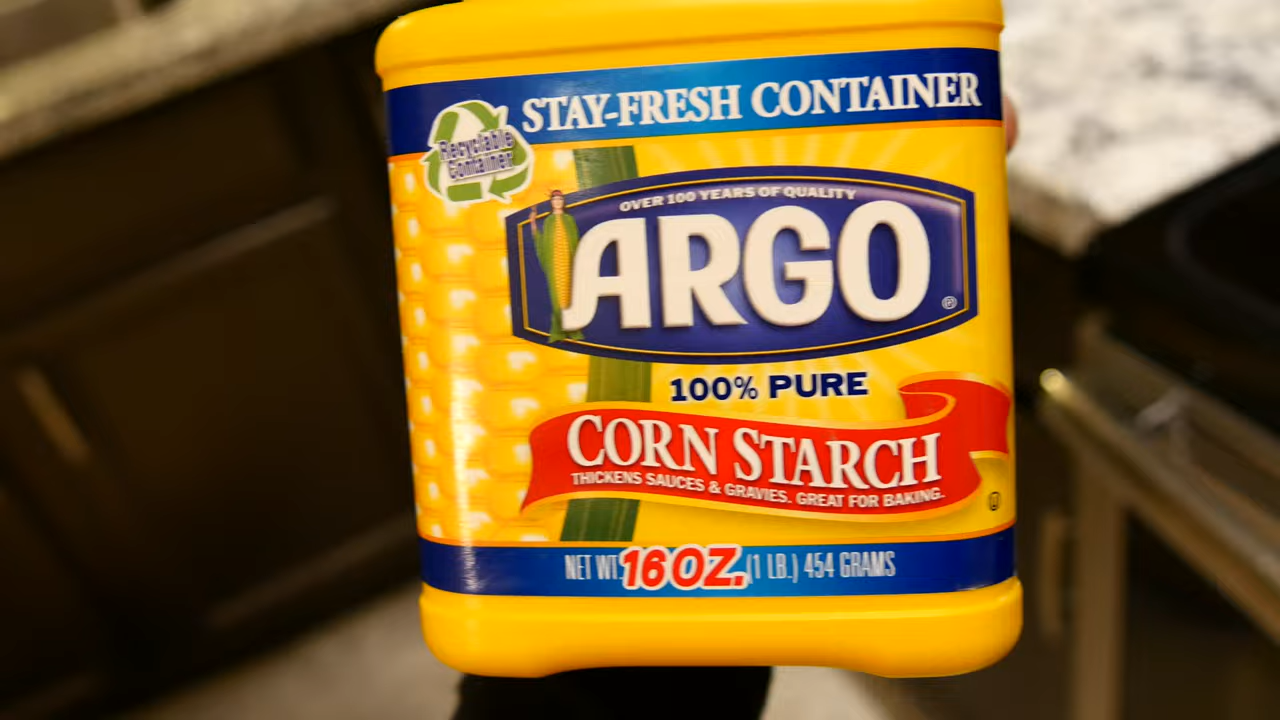 STAY-FRESH CONTAINER
Recyclable
Container
OVER 100 YEARS OF QUALITY
ARGO
®
100% PURE
CORN STARCH
THICKENS SAUCES & GRAVIES. GREAT FOR BAKING.
U
NET WT. 16 OZ. (1 LB.) 454 GRAMS